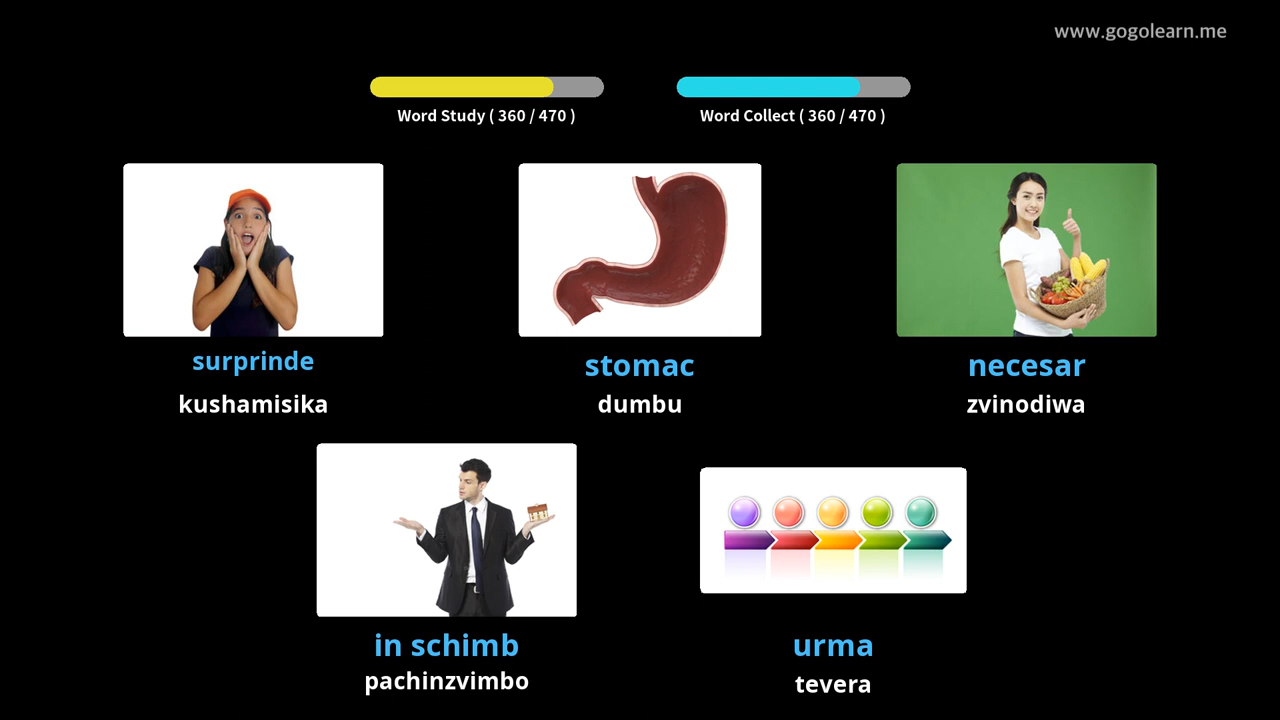 www.gogolearn.me
Word Study ( 360 / 470 )
Word Collect ( 360 / 470 )
surprinde
kushamisika
stomac
dumbu
necesar
zvinodiwa
in schimb
pachinzvimbo
urma
tevera